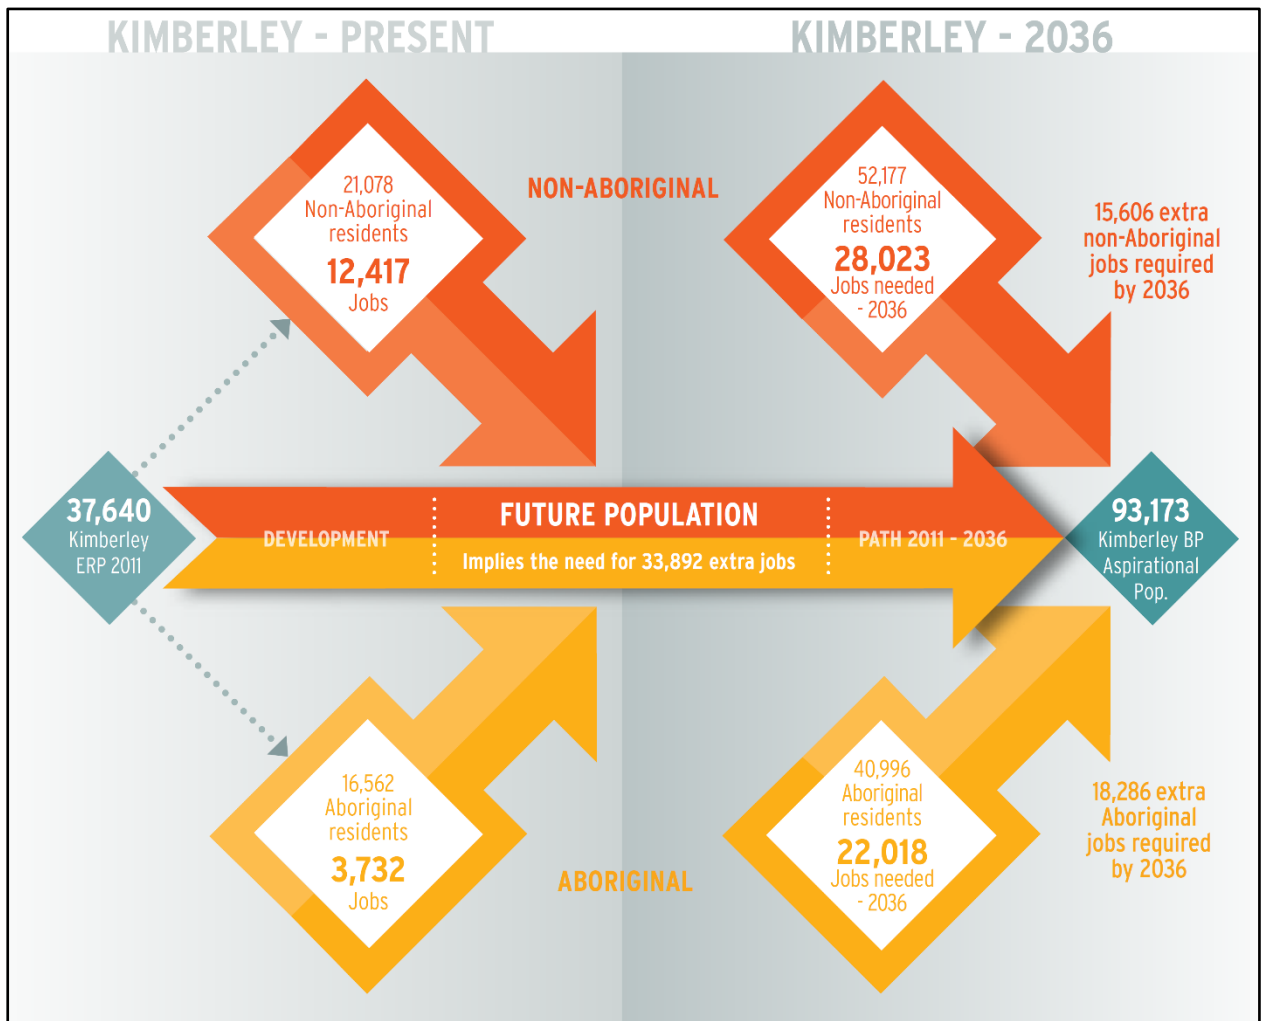 KIMBERLEY - PRESENT
KIMBERLEY - 2036
21,078
Non-Aboriginal
residents
12,417
Jobs
NON-ABORIGINAL
52,177
Non-Aboriginal
residents
28,023
Jobs needed
- 2036
15,606 extra
non-Aboriginal
jobs required
by 2036
37,640
Kimberley
ERP 2011
DEVELOPMENT
FUTURE POPULATION
Implies the need for 33,892 extra jobs
PATH 2011 - 2036
93,173
Kimberley BP
Aspirational
Pop.
16,562
Aboriginal
residents
3,732
Jobs
ABORIGINAL
40,996
Aboriginal
residents
22,018
Jobs needed
- 2036
18,286 extra
Aboriginal
jobs required
by 2036